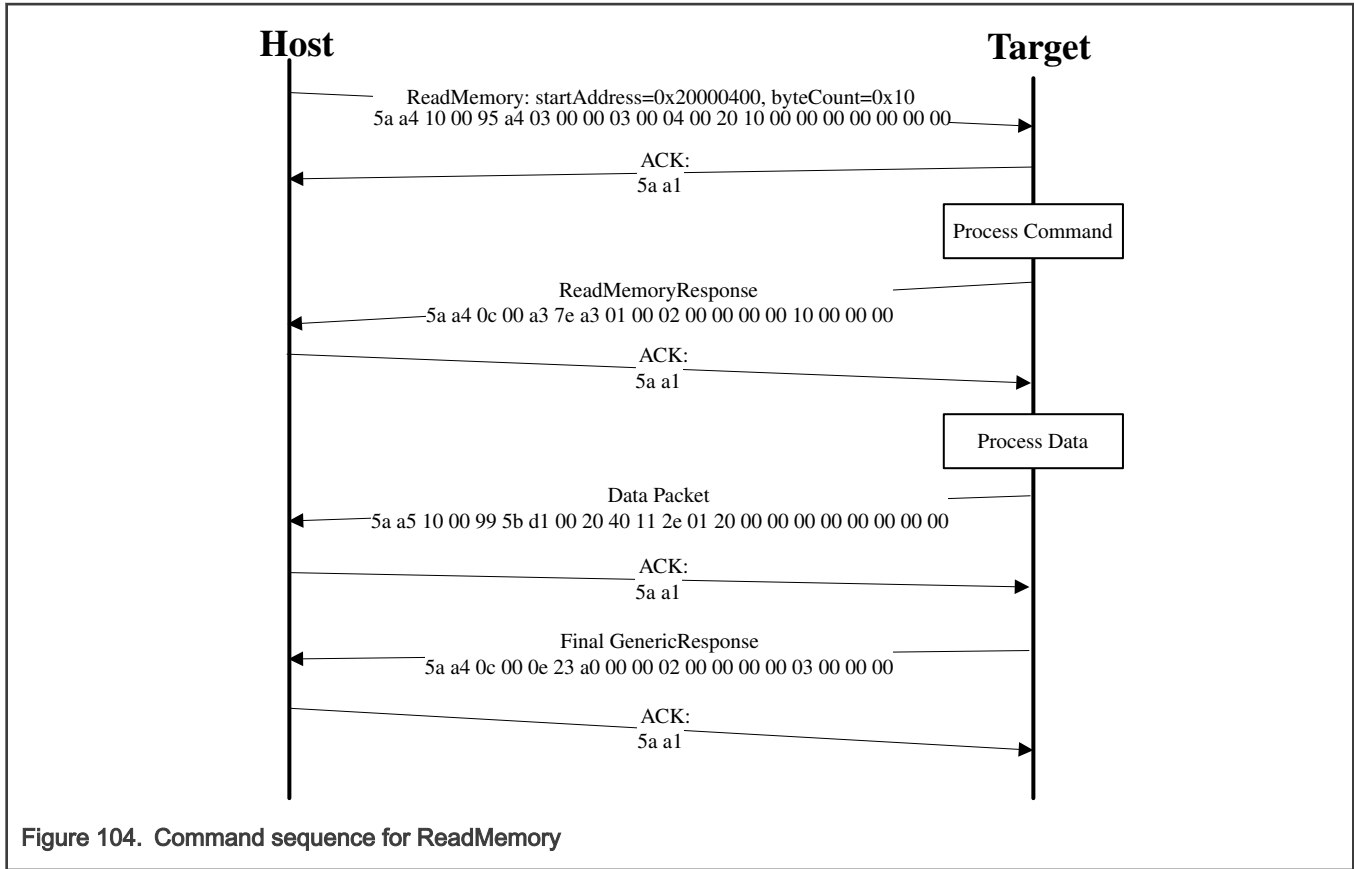 Host
Target
ReadMemory: startAddress=0x20000400, byteCount=0x10
5a a4 10 00 95 a4 03 00 00 03 00 04 00 20 10 00 00 00 00 00 00 00
ACK:
5a a1
Process Command
ReadMemoryResponse
5a a4 0c 00 a3 7e a3 01 00 02 00 00 00 00 10 00 00 00
ACK:
5a a1
Process Data
Data Packet
5a a5 10 00 99 5b d1 00 20 40 11 2e 01 20 00 00 00 00 00 00 00 00
ACK:
5a a1
Final GenericResponse
5a a4 0c 00 0e 23 a0 00 00 02 00 00 00 00 03 00 00 00
ACK:
5a a1
Figure 104. Command sequence for ReadMemory